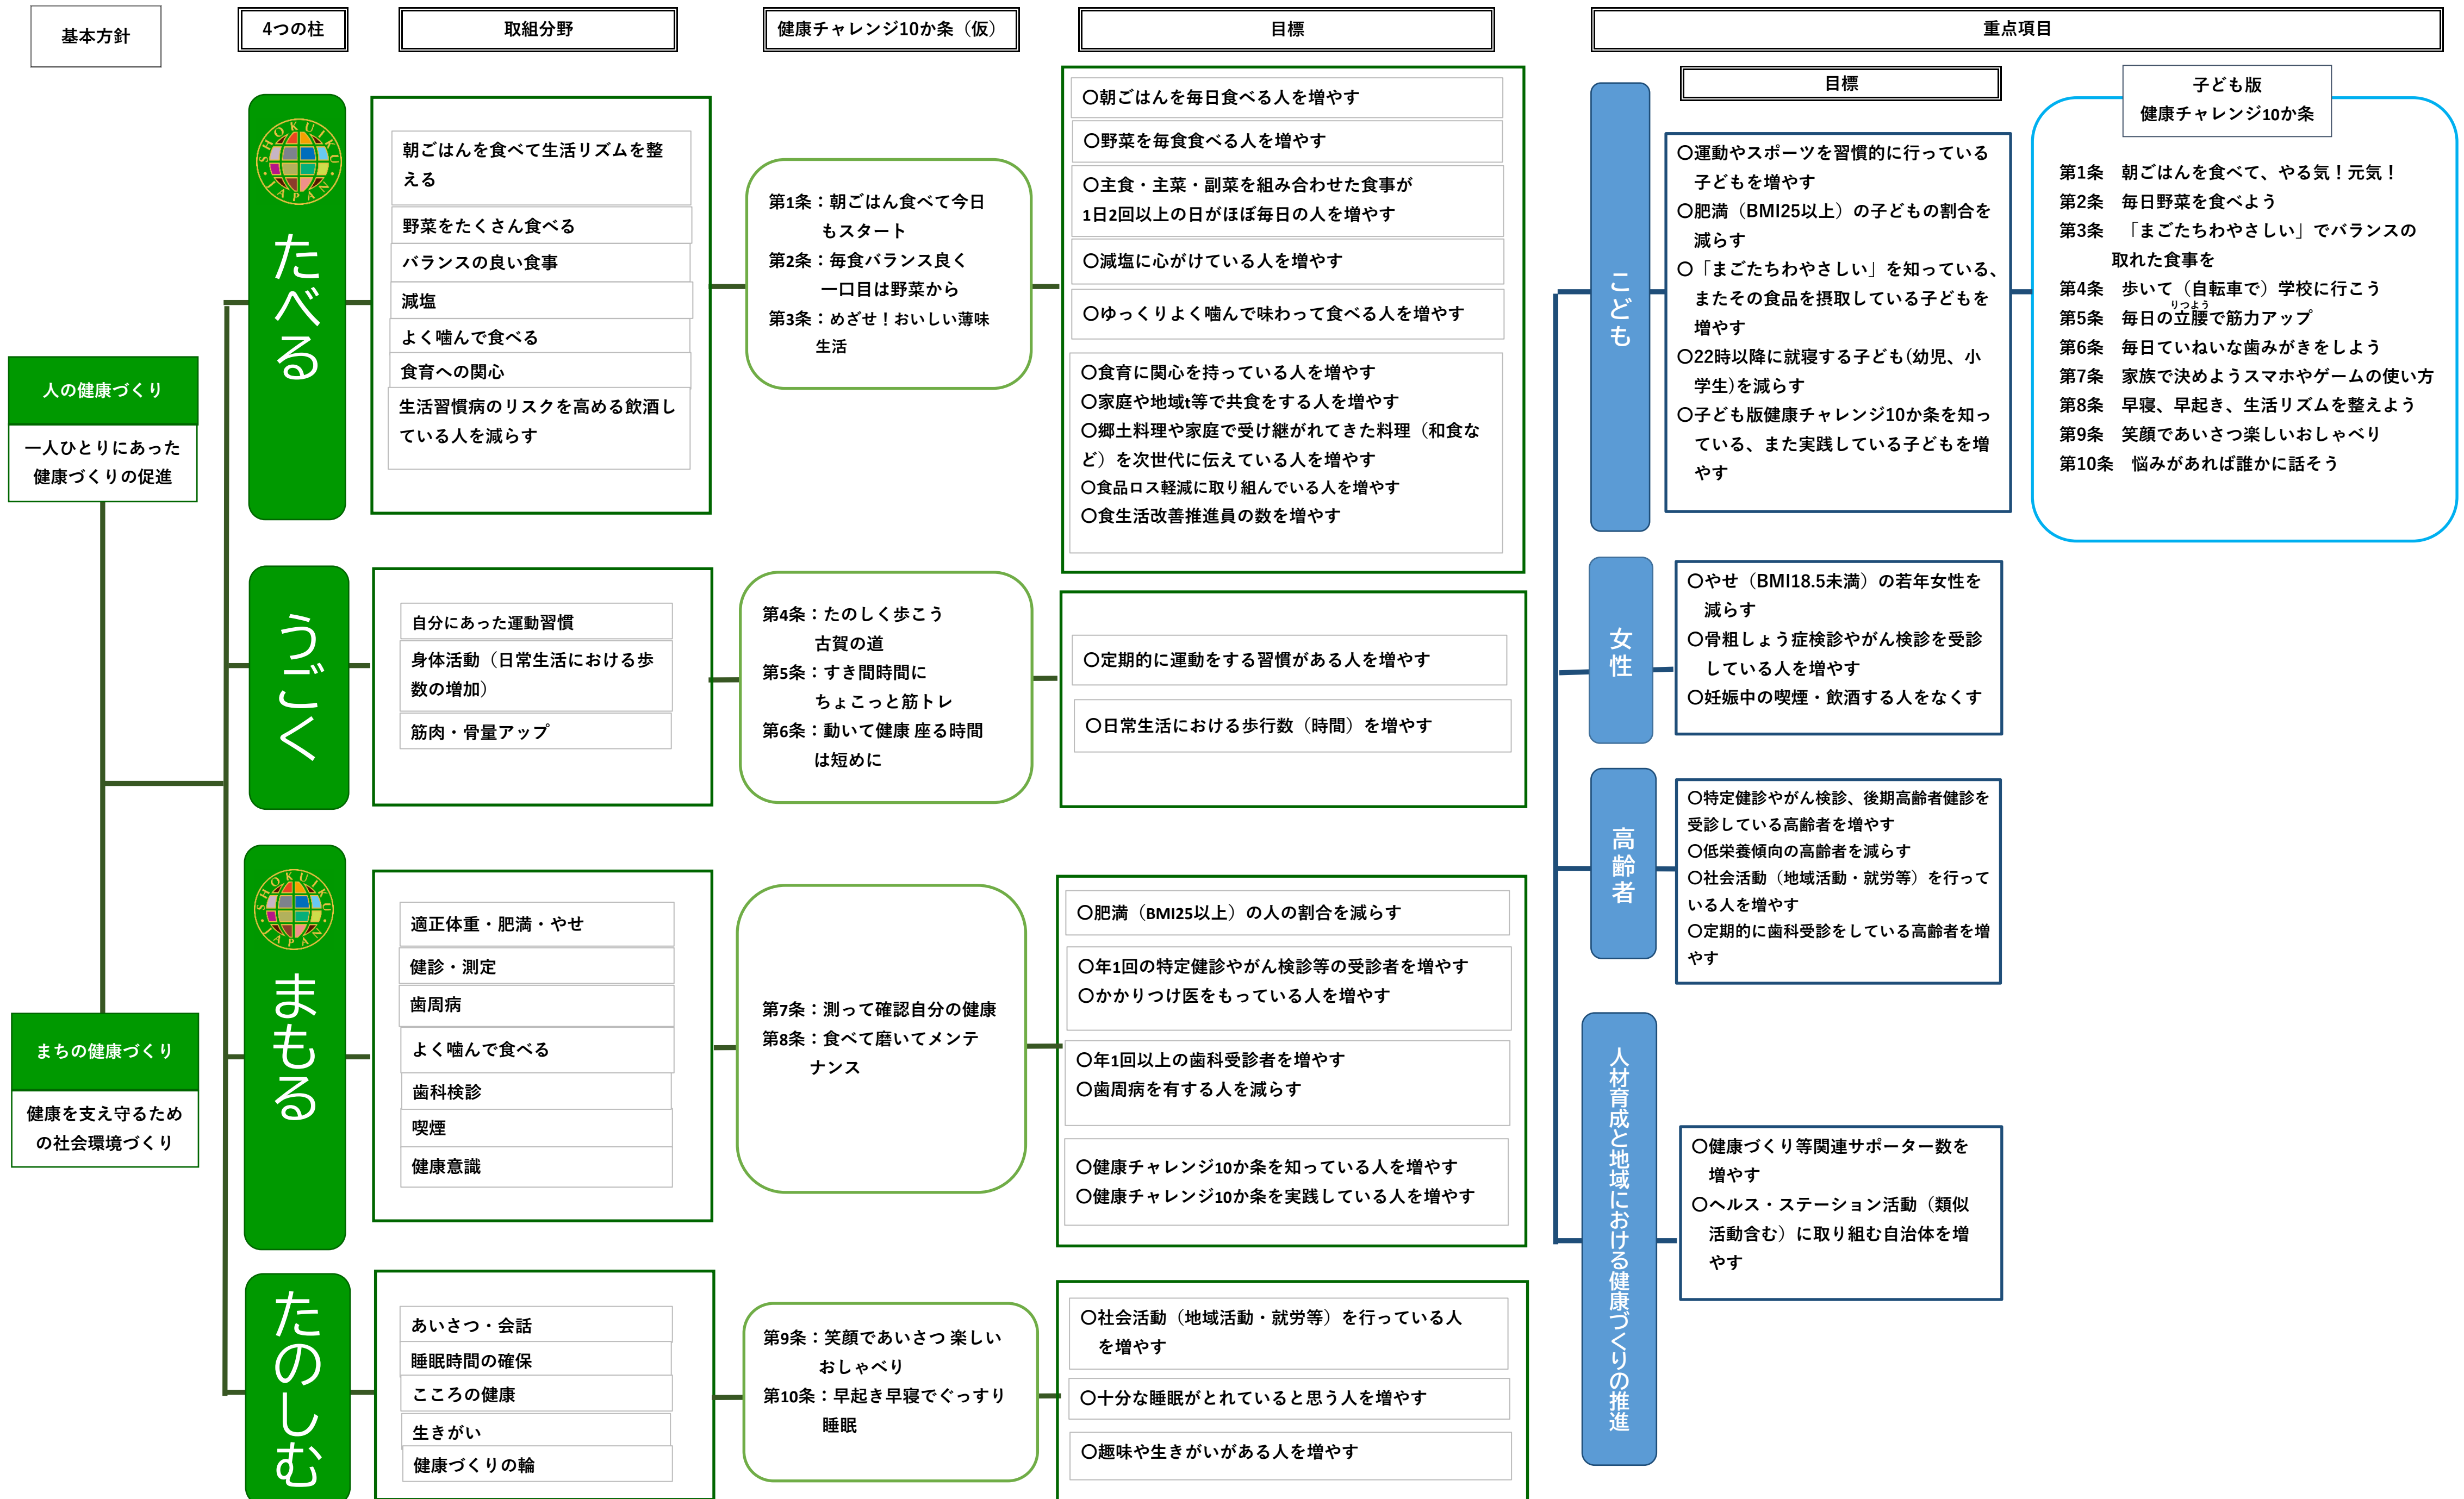 基本方針
4つの柱
取組分野
健康チャレンジ10か条（仮）
目標
重点項目
人の健康づくり
一人ひとりにあった
健康づくりの促進
まちの健康づくり
健康を支え守るため
の社会環境づくり
SHOKUIKU
JAPAN
たべる
朝ごはんを食べて生活リズムを整
える
野菜をたくさん食べる
バランスの良い食事
減塩
よく噛んで食べる
食育への関心
生活習慣病のリスクを高める飲酒し
ている人を減らす
第1条：朝ごはん食べて今日
もスタート
第2条：毎食バランス良く
一口目は野菜から
第3条：めざせ！おいしい薄味
生活
〇朝ごはんを毎日食べる人を増やす
〇野菜を毎食食べる人を増やす
〇主食・主菜・副菜を組み合わせた食事が
1日2回以上の日がほぼ毎日の人を増やす
〇減塩に心がけている人を増やす
〇ゆっくりよく噛んで味わって食べる人を増やす
〇食育に関心を持っている人を増やす
〇家庭や地域t等で共食をする人を増やす
〇郷土料理や家庭で受け継がれてきた料理（和食な
ど）を次世代に伝えている人を増やす
〇食品ロス軽減に取り組んでいる人を増やす
〇食生活改善推進員の数を増やす
うごく
自分にあった運動習慣
身体活動（日常生活における歩
数の増加）
筋肉・骨量アップ
第4条：たのしく歩こう
古賀の道
第5条：すき間時間に
ちょこっと筋トレ
第6条：動いて健康 座る時間
は短めに
〇定期的に運動をする習慣がある人を増やす
〇日常生活における歩行数（時間）を増やす
SHOKUIKU
JAPAN
まもる
適正体重・肥満・やせ
健診・測定
歯周病
よく噛んで食べる
歯科検診
喫煙
健康意識
第7条：測って確認自分の健康
第8条：食べて磨いてメンテ
ナンス
〇肥満（BMI25以上）の人の割合を減らす
〇年1回の特定健診やがん検診等の受診者を増やす
〇かかりつけ医をもっている人を増やす
〇年1回以上の歯科受診者を増やす
〇歯周病を有する人を減らす
〇健康チャレンジ10か条を知っている人を増やす
〇健康チャレンジ10か条を実践している人を増やす
たのしむ
あいさつ・会話
睡眠時間の確保
こころの健康
生きがい
健康づくりの輪
第9条：笑顔であいさつ 楽しい
おしゃべり
第10条：早起き早寝でぐっすり
睡眠
〇社会活動（地域活動・就労等）を行っている人
を増やす
〇十分な睡眠がとれていると思う人を増やす
〇趣味や生きがいがある人を増やす
こども
目標
〇運動やスポーツを習慣的に行っている
子どもを増やす
〇肥満（BMI25以上）の子どもの割合を
減らす
〇「まごたちわやさしい」を知っている、
またその食品を摂取している子どもを
増やす
〇22時以降に就寝する子ども(幼児、小
学生)を減らす
〇子ども版健康チャレンジ10か条を知っ
ている、また実践している子どもを増
やす
子ども版
健康チャレンジ10か条
第1条　朝ごはんを食べて、やる気！元気！
第2条　毎日野菜を食べよう
第3条　「まごたちわやさしい」でバランスの
取れた食事を
第4条　歩いて（自転車で）学校に行こう
りつよう
第5条　毎日の立腰で筋力アップ
第6条　毎日ていねいな歯みがきをしよう
第7条　家族で決めようスマホやゲームの使い方
第8条　早寝、早起き、生活リズムを整えよう
第9条　笑顔であいさつ楽しいおしゃべり
第10条　悩みがあれば誰かに話そう
女性
〇やせ（BMI18.5未満）の若年女性を
減らす
〇骨粗しょう症検診やがん検診を受診
している人を増やす
〇妊娠中の喫煙・飲酒する人をなくす
高齢者
〇特定健診やがん検診、後期高齢者健診を
受診している高齢者を増やす
〇低栄養傾向の高齢者を減らす
〇社会活動（地域活動・就労等）を行って
いる人を増やす
〇定期的に歯科受診をしている高齢者を増
やす
人材育成と地域における健康づくりの推進
〇健康づくり等関連サポーター数を
増やす
〇ヘルス・ステーション活動（類似
活動含む）に取り組む自治体を増
やす